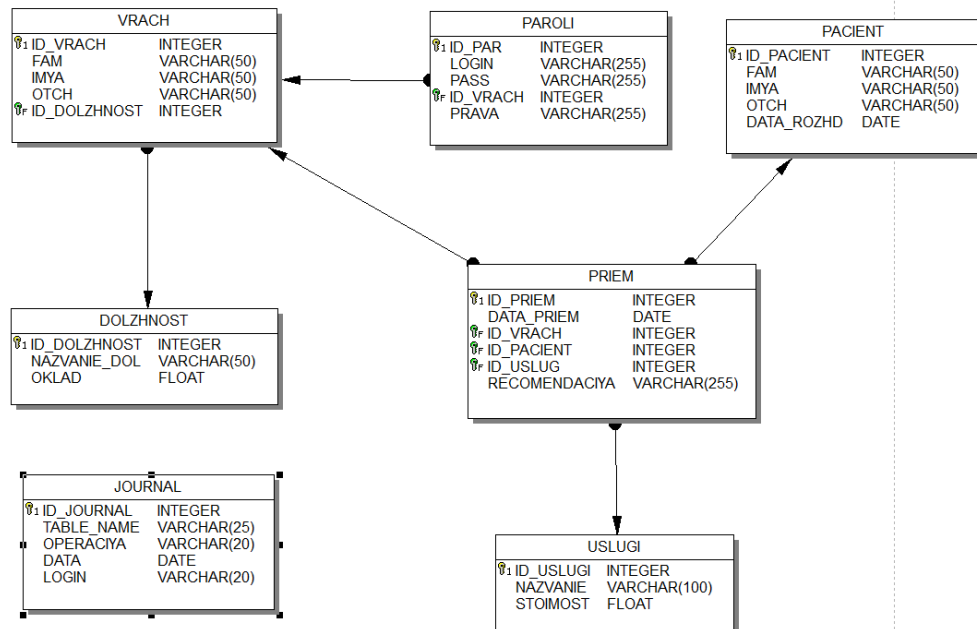 VRACH
ID_VRACH INTEGER
FAM VARCHAR(50)
IMYA VARCHAR(50)
OTCH VARCHAR(50)
ID_DOLZHNOST INTEGER
PAROLI
ID_PAR INTEGER
LOGIN VARCHAR(255)
PASS VARCHAR(255)
ID_VRACH INTEGER
PRAVA VARCHAR(255)
PACIENT
ID_PACIENT INTEGER
FAM VARCHAR(50)
IMYA VARCHAR(50)
OTCH VARCHAR(50)
DATA_ROZHD DATE
PRIEM
ID_PRIEM INTEGER
DATA_PRIEM DATE
ID_VRACH INTEGER
ID_PACIENT INTEGER
ID_USLUG INTEGER
RECOMENDACIYA VARCHAR(255)
DOLZHNOST
ID_DOLZHNOST INTEGER
NAZVANIE_DOL VARCHAR(50)
OKLAD FLOAT
JOURNAL
ID_JOURNAL INTEGER
TABLE_NAME VARCHAR(25)
OPERACIYA VARCHAR(20)
DATA DATE
LOGIN VARCHAR(20)
USLUGI
ID_USLUGI INTEGER
NAZVANIE VARCHAR(100)
STOIMOST FLOAT